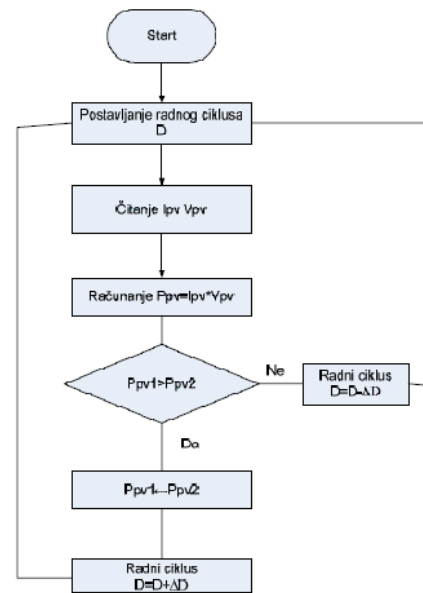 Start
Postavljanje radnog ciklusa
D
Čitanje Ipv Vpv
Računanje Ppv=Ipv*Vpv
Ppv1>Ppv2
Ne
Radni ciklus
D=D-ΔD
Da
Ppv1←Ppv2
Radni ciklus
D=D+ΔD